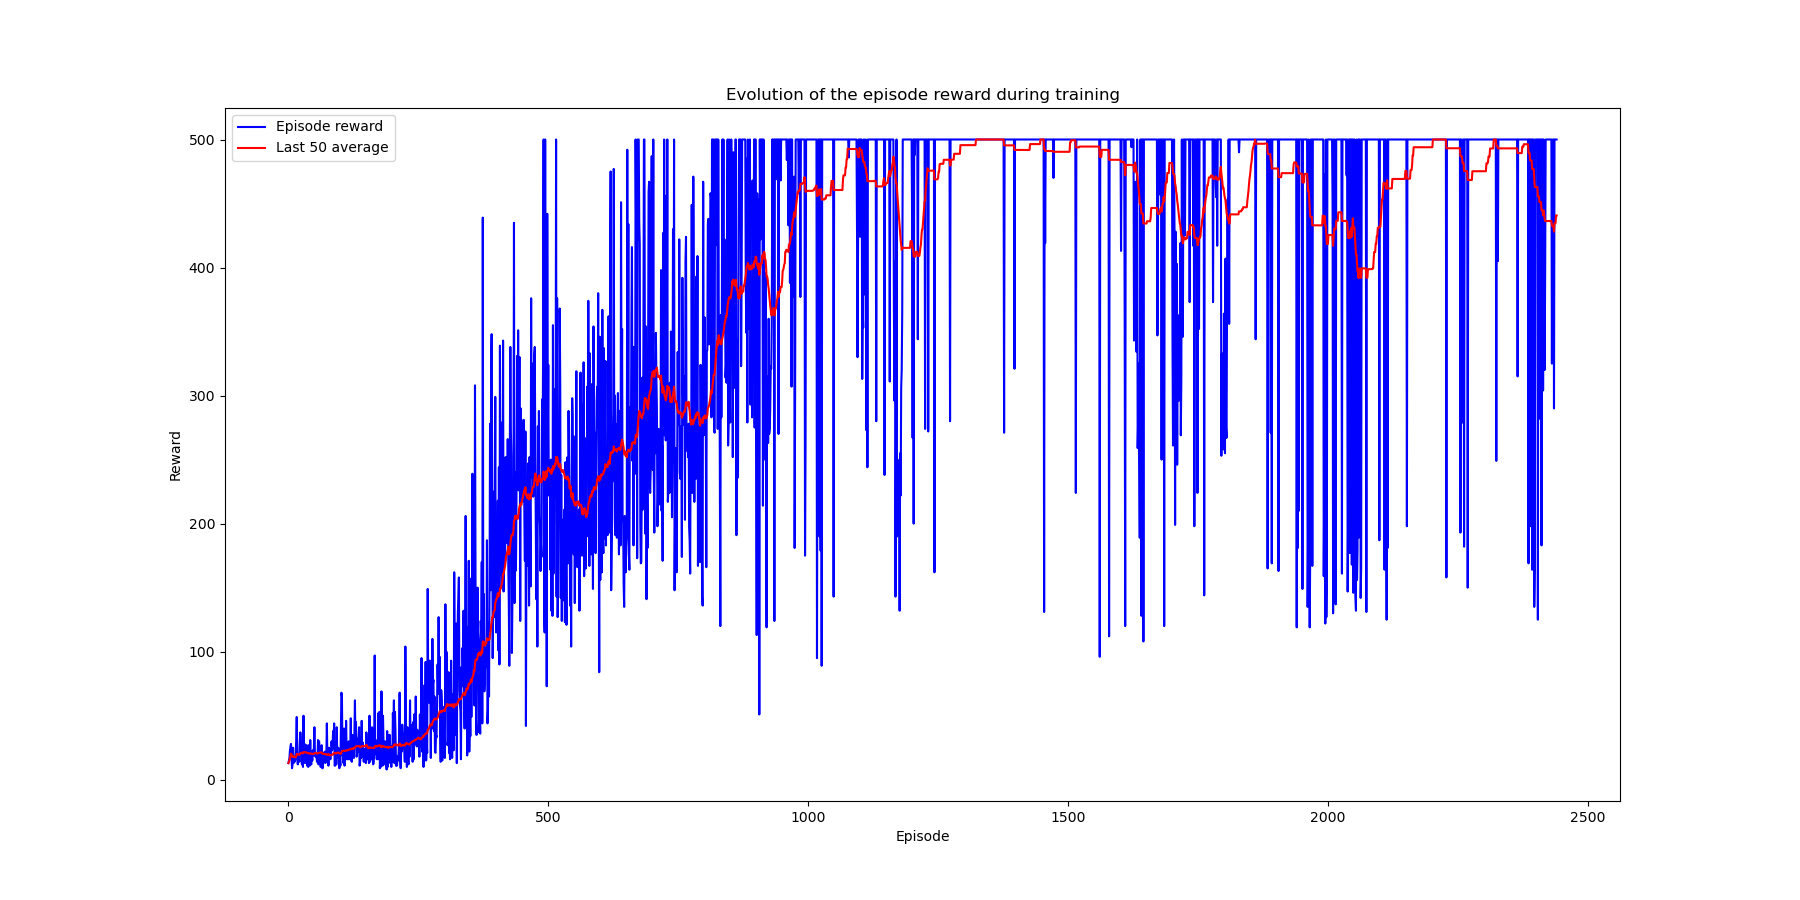 Evolution of the episode reward during training
Episode reward
Last 50 average
500
400
300
200
100
0
Reward
0 500 1000 1500 2000 2500
Episode